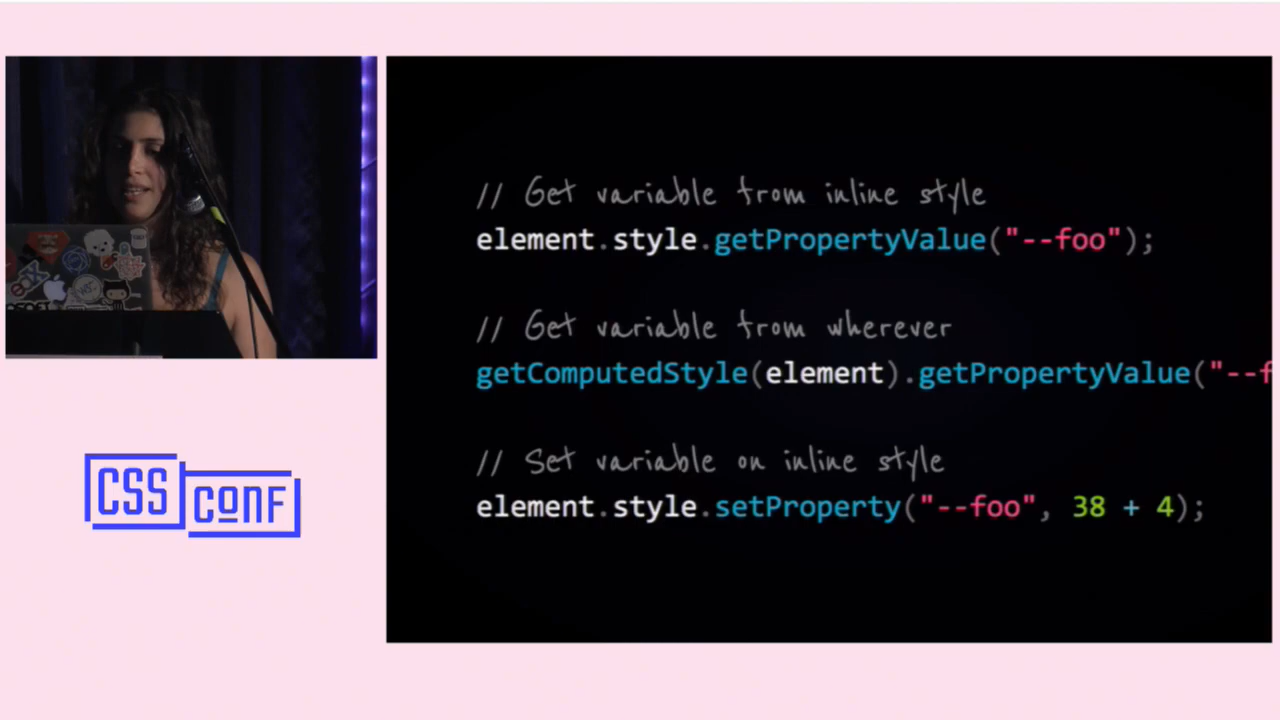 // Get variable from inline style
element.style.getPropertyValue("--foo");
// Get variable from wherever
getComputedStyle(element).getPropertyValue("--f
// Set variable on inline style
element.style.setProperty("--foo", 38 + 4);
CSS
CONF